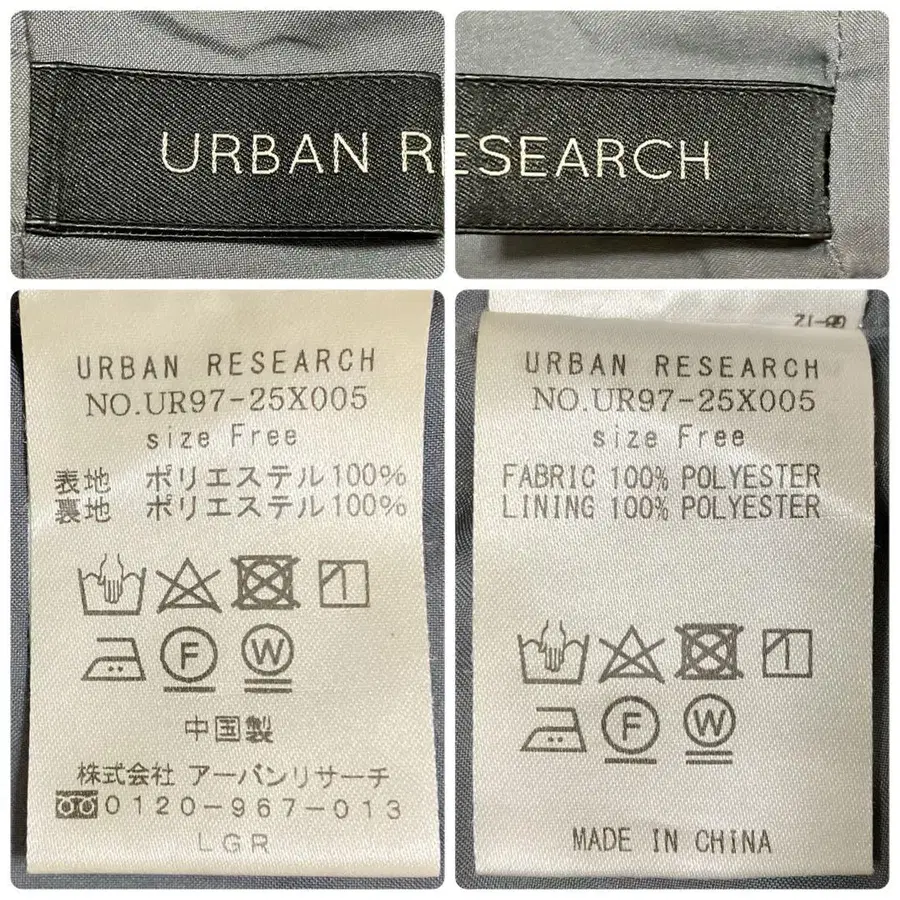 URBAN RESEARCH
URBAN RESEARCH
NO.UR97-25X005
size Free
表地 ポリエステル100%
裏地 ポリエステル100%
F W
中国製
株式会社 アーバンリサーチ
0120-967-013
LGR
URBAN RESEARCH
NO.UR97-25X005
size Free
FABRIC 100% POLYESTER
LINING 100% POLYESTER
F W
MADE IN CHINA